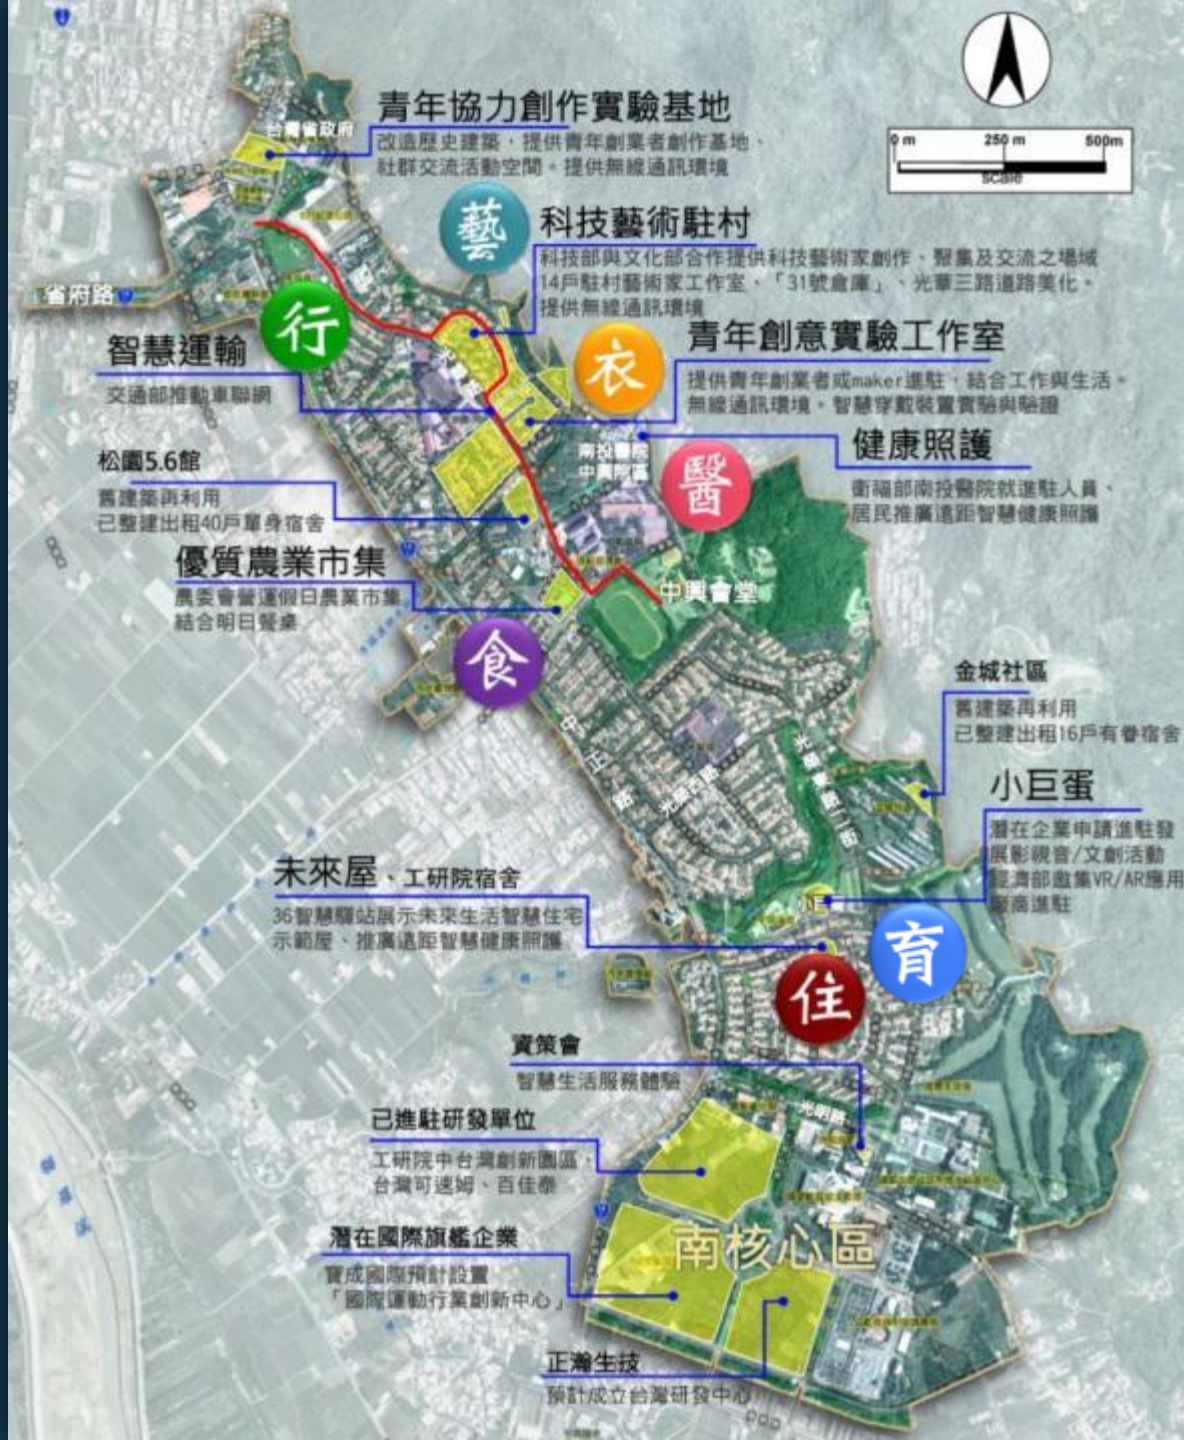 青年協力創作實驗基地
改造歷史建築，提供青年創業者創作基地、
社群交流活動空間。提供無線通訊環境
台灣省政府
0 m 250 m 500m
scale
藝
科技藝術駐村
科技部與文化部合作提供科技藝術家創作、聚集及交流之場域
14戶駐村藝術家工作室、「31號倉庫」、光華三路道路美化。
提供無線通訊環境
省府路
行
智慧運輸
交通部推動車聯網
衣
青年創意實驗工作室
提供青年創業者或maker進駐，結合工作與生活。
無線通訊環境。智慧穿戴裝置實驗與驗證
南投醫院
中興院區
醫
健康照護
衛福部南投醫院就進駐人員、
居民推廣遠距智慧健康照護
松園5.6館
舊建築再利用
已整建出租40戶單身宿舍
優質農業市集
農委會營運假日農業市集
結合明日餐桌
食
中興會堂
中正路
金城社區
舊建築再利用
已整建出租16戶有眷宿舍
小巨蛋
潛在企業申請進駐發
展影視音/文創活動
經濟部邀集VR/AR應用
廠商進駐
未來屋、工研院宿舍
36智慧驛站展示未來生活智慧住宅
示範屋、推廣遠距智慧健康照護
育
住
資策會
智慧生活服務體驗
光明路
已進駐研發單位
工研院中台灣創新園區、
台灣可速姆、百佳泰
南核心區
潛在國際旗艦企業
寶成國際預計設置
「國際運動行業創新中心」
正瀚生技
預計成立台灣研發中心